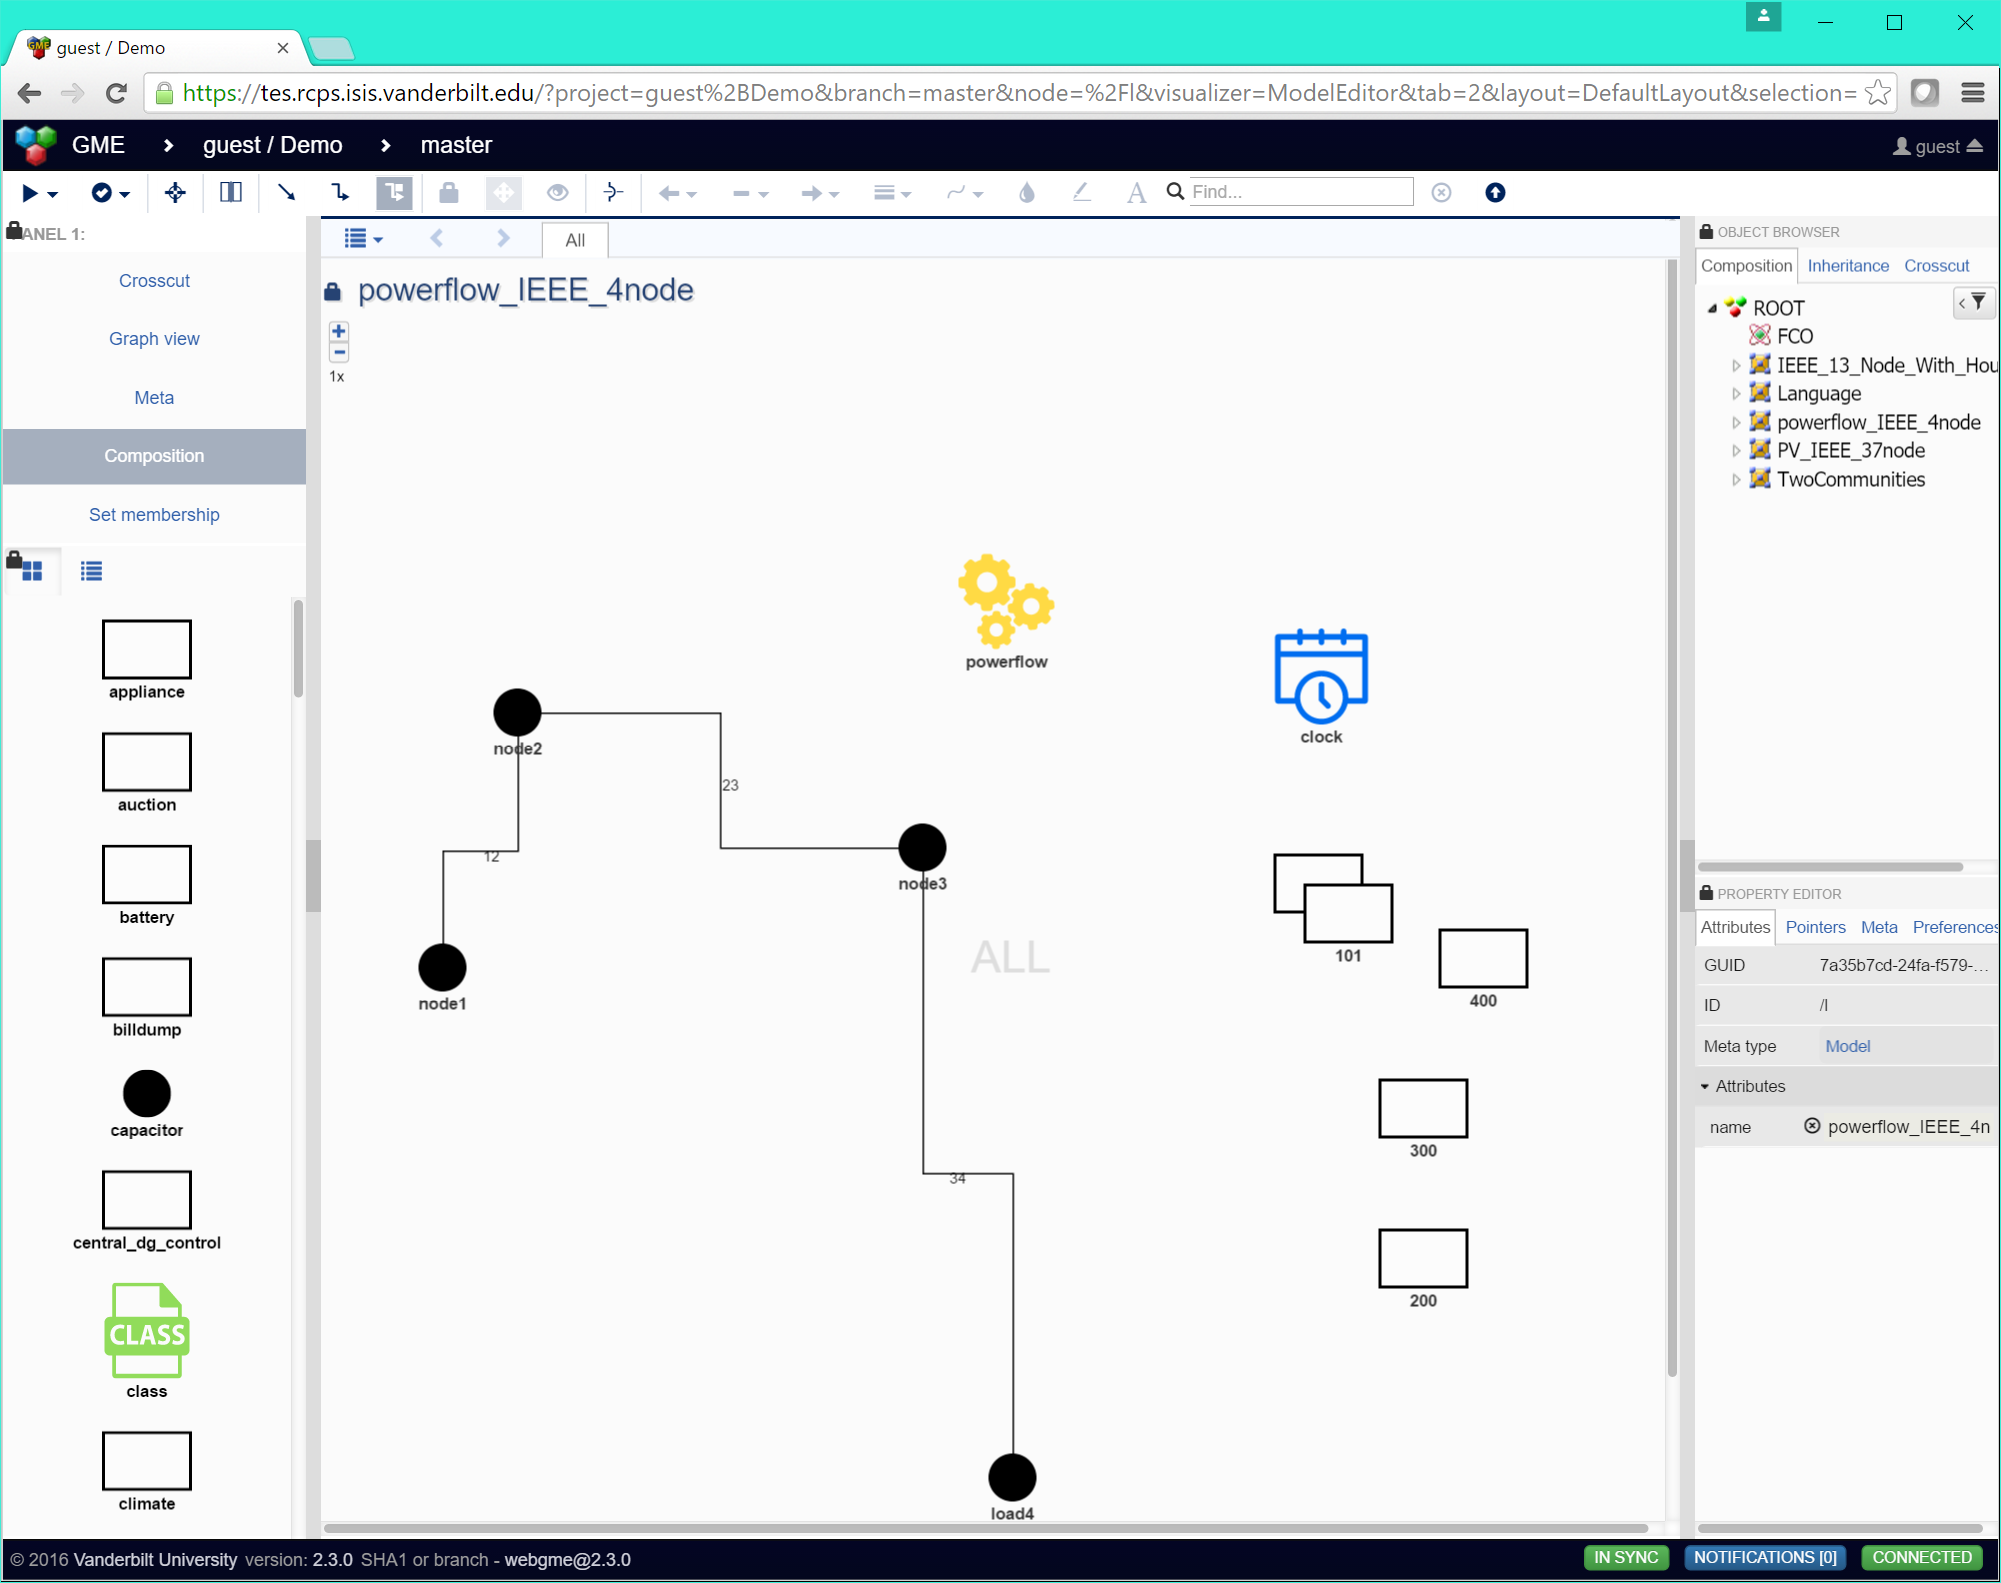 guest / Demo
https://tes.rcps.isis.vanderbilt.edu/?project=guest%2BDemo&branch=master&node=%2Fl&visualizer=ModelEditor&tab=2&layout=DefaultLayout&selection=
GME > guest / Demo > master
guest
Find...
ANEL 1:
Crosscut
Graph view
Meta
Composition
Set membership
appliance
auction
battery
billdump
capacitor
central_dg_control
CLASS
class
climate
All
powerflow_IEEE_4node
1x
powerflow
clock
node2
23
12
node3
node1
ALL
101
400
300
34
200
load4
OBJECT BROWSER
Composition Inheritance Crosscut
ROOT
FCO
IEEE_13_Node_With_Hou
Language
powerflow_IEEE_4node
PV_IEEE_37node
TwoCommunities
PROPERTY EDITOR
Attributes Pointers Meta Preferences
GUID 7a35b7cd-24fa-f579-...
ID /l
Meta type Model
Attributes
name powerflow_IEEE_4n
© 2016 Vanderbilt University version: 2.3.0 SHA1 or branch - webgme@2.3.0
IN SYNC NOTIFICATIONS [0] CONNECTED